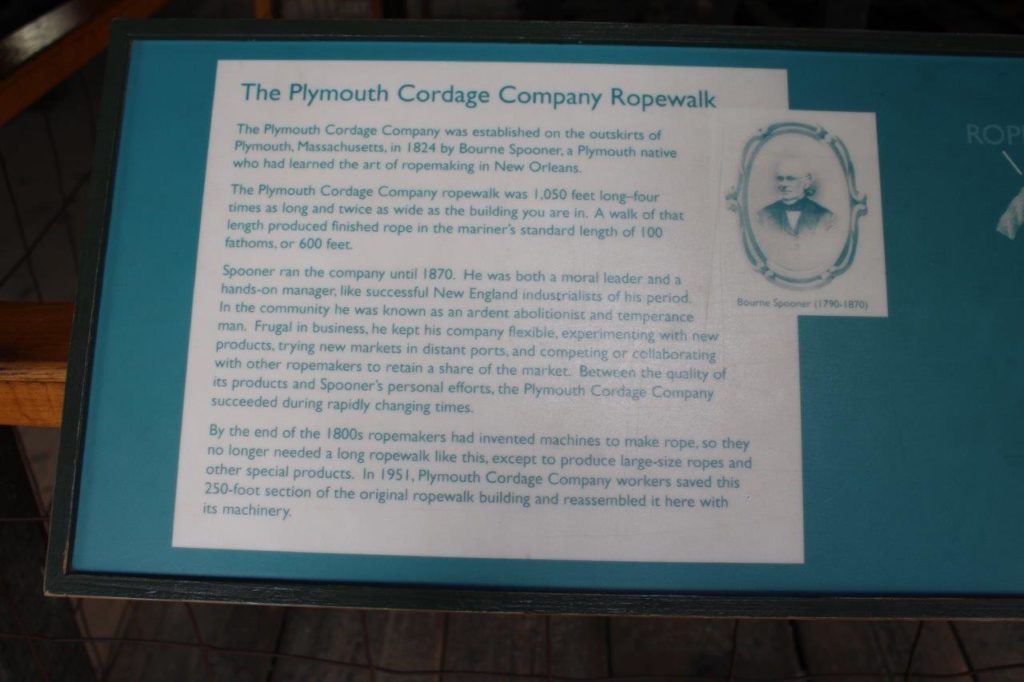 The Plymouth Cordage Company Ropewalk
The Plymouth Cordage Company was established on the outskirts of
Plymouth, Massachusetts, in 1824 by Bourne Spooner, a Plymouth native
who had learned the art of ropemaking in New Orleans.
The Plymouth Cordage Company ropewalk was 1,050 feet long–four
times as long and twice as wide as the building you are in. A walk of that
length produced finished rope in the mariner's standard length of 100
fathoms, or 600 feet.
Spooner ran the company until 1870. He was both a moral leader and a
hands-on manager, like successful New England industrialists of his period.
In the community he was known as an ardent abolitionist and temperance
man. Frugal in business, he kept his company flexible, experimenting with new
products, trying new markets in distant ports, and competing or collaborating
with other ropemakers to retain a share of the market. Between the quality of
its products and Spooner's personal efforts, the Plymouth Cordage Company
succeeded during rapidly changing times.
By the end of the 1800s ropemakers had invented machines to make rope, so they
no longer needed a long ropewalk like this, except to produce large-size ropes and
other special products. In 1951, Plymouth Cordage Company workers saved this
250-foot section of the original ropewalk building and reassembled it here with
its machinery.
Bourne Spooner (1790-1870)
ROP